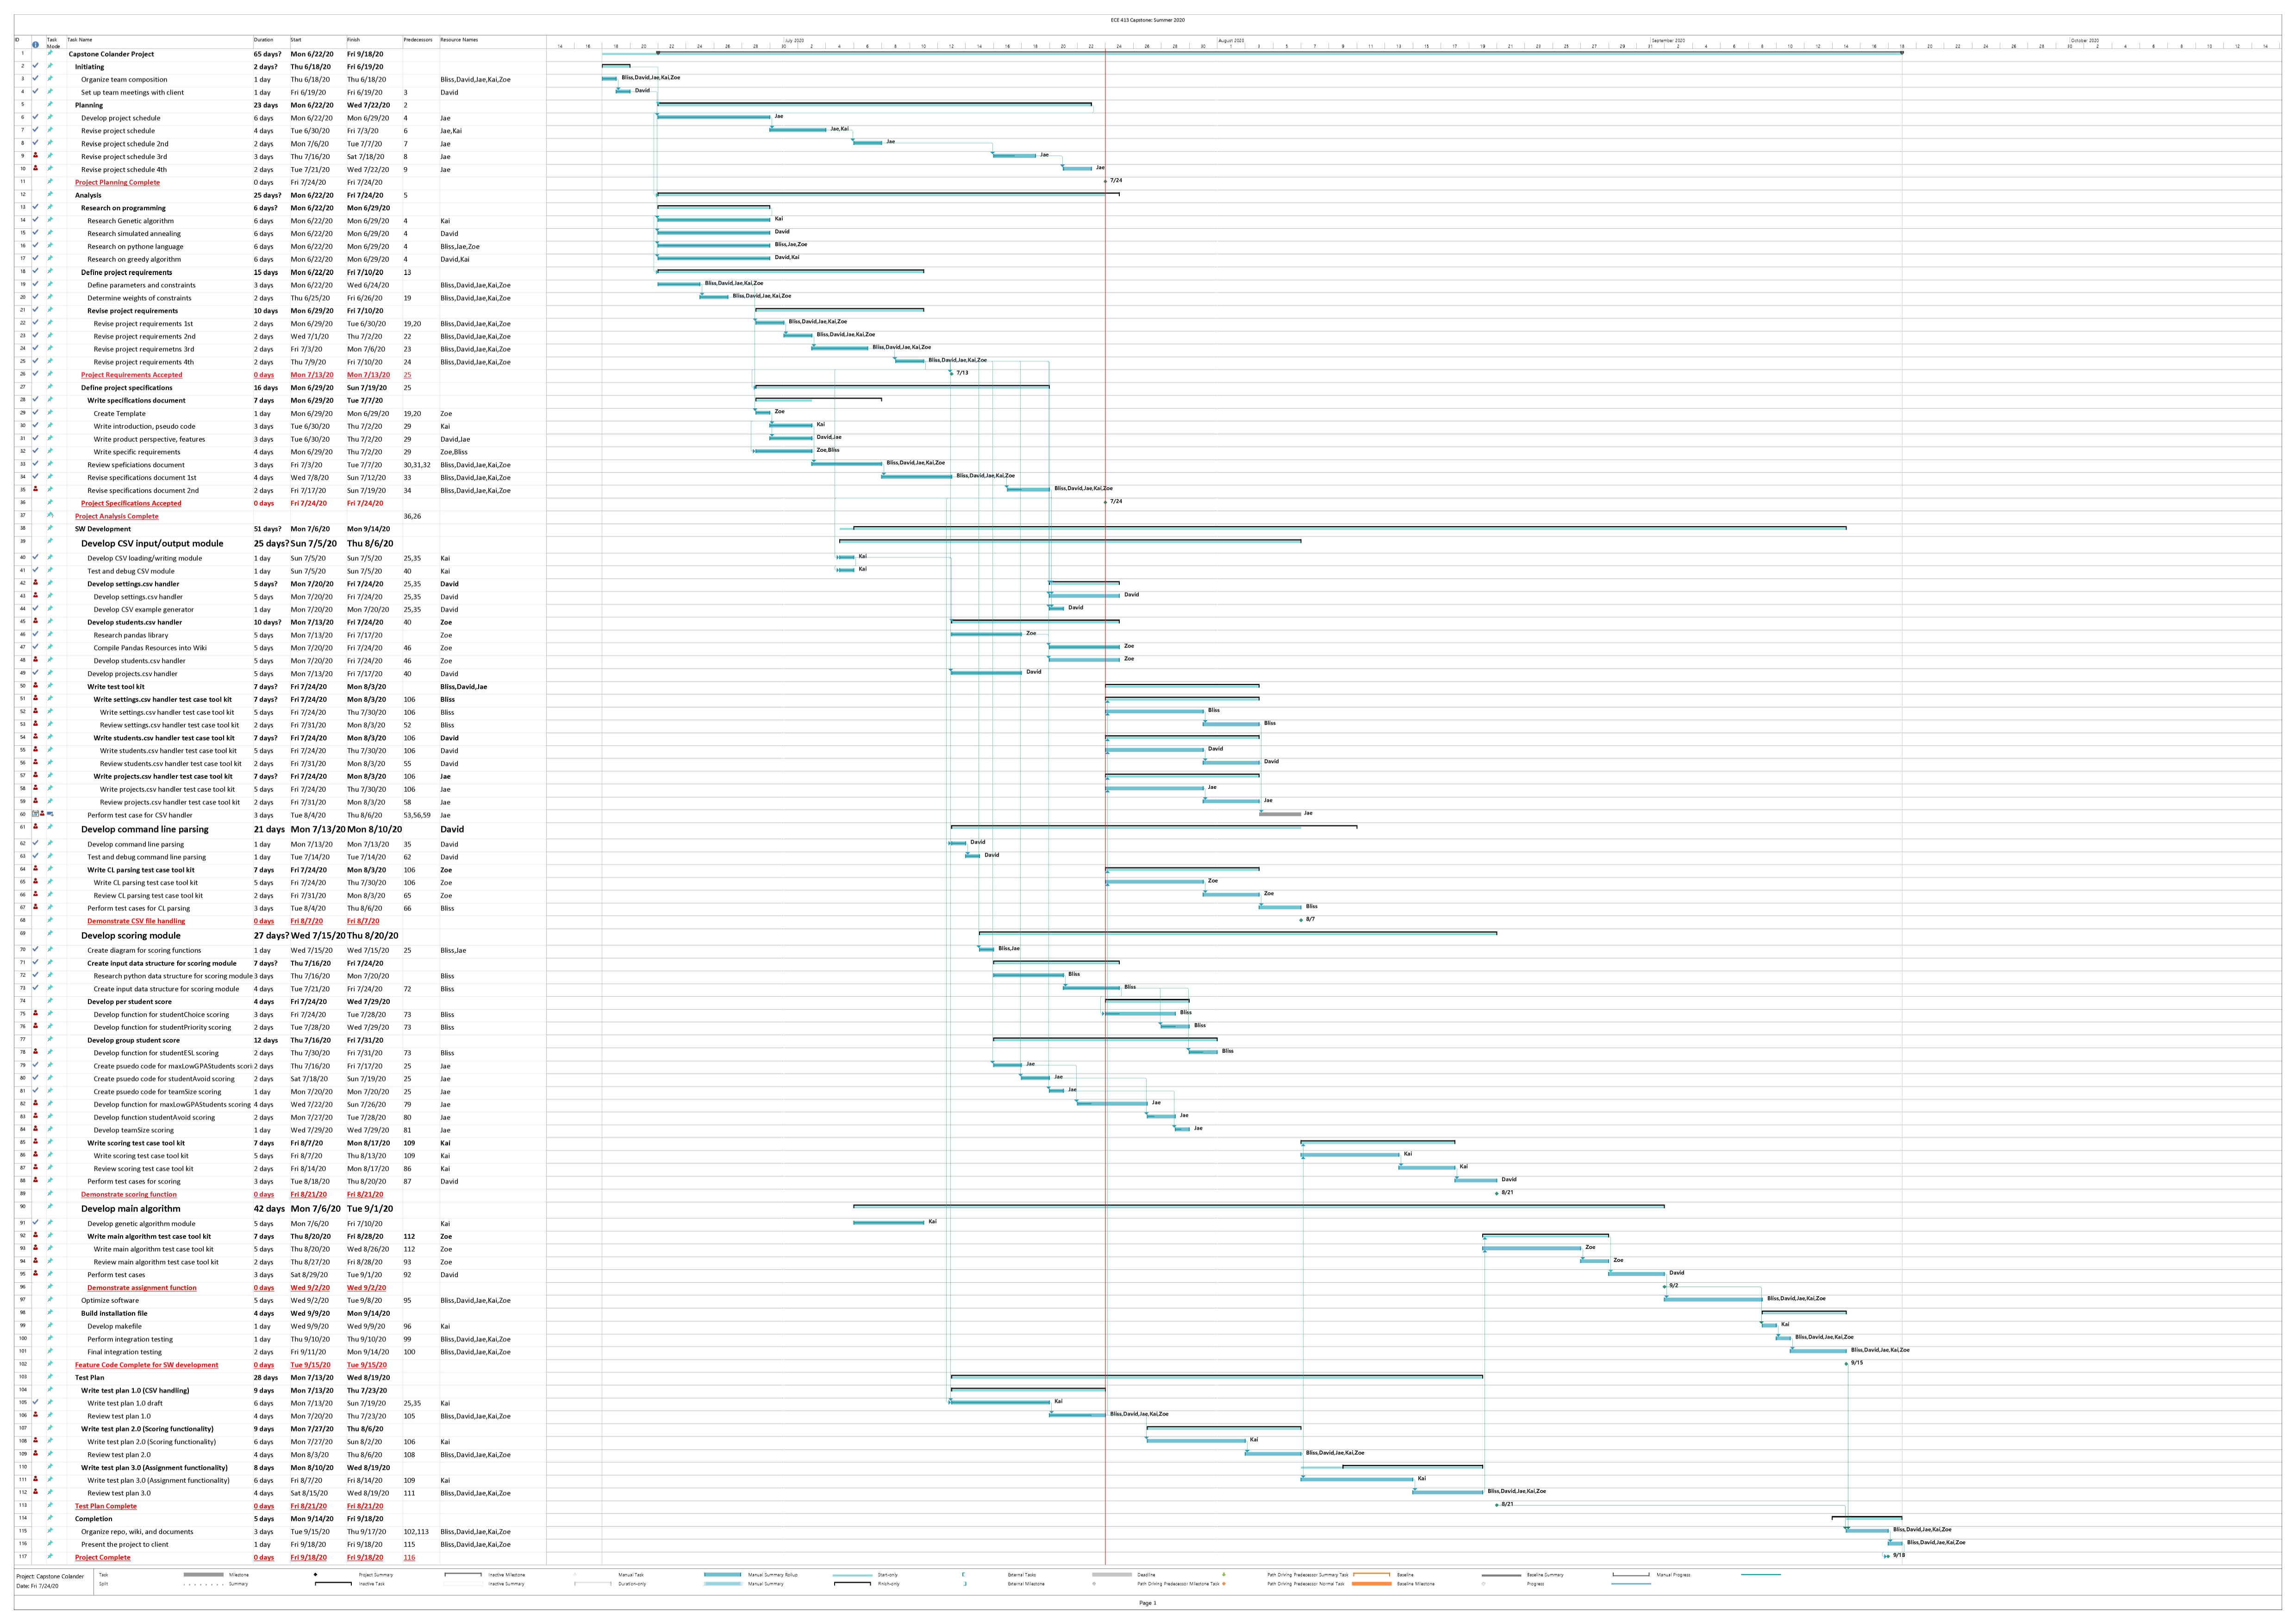 ECE 413 Capstone: Summer 2020
ID Task Mode Task Name Duration Start Finish Predecessors Resource Names
1 Capstone Colander Project 65 days? Mon 6/22/20 Fri 9/18/20
2 Initiating 2 days? Thu 6/18/20 Fri 6/19/20
3 Organize team composition 1 day Thu 6/18/20 Thu 6/18/20 Bliss,David,Jae,Kai,Zoe
4 Set up team meetings with client 1 day Fri 6/19/20 Fri 6/19/20 3 David
5 Planning 23 days Mon 6/22/20 Wed 7/22/20 2
6 Develop project schedule 6 days Mon 6/22/20 Mon 6/29/20 4 Jae
7 Revise project schedule 4 days Tue 6/30/20 Fri 7/3/20 6 Jae,Kai
8 Revise project schedule 2nd 2 days Mon 7/6/20 Tue 7/7/20 7 Jae
9 Revise project schedule 3rd 3 days Thu 7/16/20 Sat 7/18/20 8 Jae
10 Revise project schedule 4th 2 days Tue 7/21/20 Wed 7/22/20 9 Jae
11 Project Planning Complete 0 days Fri 7/24/20 Fri 7/24/20
12 Analysis 25 days? Mon 6/22/20 Fri 7/24/20 5
13 Research on programming 6 days? Mon 6/22/20 Mon 6/29/20
14 Research Genetic algorithm 6 days Mon 6/22/20 Mon 6/29/20 4 Kai
15 Research simulated annealing 6 days Mon 6/22/20 Mon 6/29/20 4 David
16 Research on pythone language 6 days Mon 6/22/20 Mon 6/29/20 4 Bliss,Jae,Zoe
17 Research on greedy algorithm 6 days Mon 6/22/20 Mon 6/29/20 4 David,Kai
18 Define project requirements 15 days Mon 6/22/20 Fri 7/10/20 13
19 Define parameters and constraints 3 days Mon 6/22/20 Wed 6/24/20 Bliss,David,Jae,Kai,Zoe
20 Determine weights of constraints 2 days Thu 6/25/20 Fri 6/26/20 19 Bliss,David,Jae,Kai,Zoe
21 Revise project requirements 10 days Mon 6/29/20 Fri 7/10/20
22 Revise project requirements 1st 2 days Mon 6/29/20 Tue 6/30/20 19,20 Bliss,David,Jae,Kai,Zoe
23 Revise project requirements 2nd 2 days Wed 7/1/20 Thu 7/2/20 22 Bliss,David,Jae,Kai,Zoe
24 Revise project requiremetns 3rd 2 days Fri 7/3/20 Mon 7/6/20 23 Bliss,David,Jae,Kai,Zoe
25 Revise project requirements 4th 2 days Thu 7/9/20 Fri 7/10/20 24 Bliss,David,Jae,Kai,Zoe
26 Project Requirements Accepted 0 days Mon 7/13/20 Mon 7/13/20 25
27 Define project specifications 16 days Mon 6/29/20 Sun 7/19/20 25
28 Write specifications document 7 days Mon 6/29/20 Tue 7/7/20
29 Create Template 1 day Mon 6/29/20 Mon 6/29/20 19,20 Zoe
30 Write introduction, pseudo code 3 days Tue 6/30/20 Thu 7/2/20 29 Kai
31 Write product perspective, features 3 days Tue 6/30/20 Thu 7/2/20 29 David,Jae
32 Write specific requirements 4 days Mon 6/29/20 Thu 7/2/20 29 Zoe,Bliss
33 Review speficiations document 3 days Fri 7/3/20 Tue 7/7/20 30,31,32 Bliss,David,Jae,Kai,Zoe
34 Revise specifications document 1st 4 days Wed 7/8/20 Sun 7/12/20 33 Bliss,David,Jae,Kai,Zoe
35 Revise specifications document 2nd 2 days Fri 7/17/20 Sun 7/19/20 34 Bliss,David,Jae,Kai,Zoe
36 Project Specifications Accepted 0 days Fri 7/24/20 Fri 7/24/20
37 Project Analysis Complete 36,26
38 SW Development 51 days? Mon 7/6/20 Mon 9/14/20
39 Develop CSV input/output module 25 days? Sun 7/5/20 Thu 8/6/20
40 Develop CSV loading/writing module 1 day Sun 7/5/20 Sun 7/5/20 25,35 Kai
41 Test and debug CSV module 1 day Sun 7/5/20 Sun 7/5/20 40 Kai
42 Develop settings.csv handler 5 days? Mon 7/20/20 Fri 7/24/20 25,35 David
43 Develop settings.csv handler 5 days Mon 7/20/20 Fri 7/24/20 25,35 David
44 Develop CSV example generator 1 day Mon 7/20/20 Mon 7/20/20 25,35 David
45 Develop students.csv handler 10 days? Mon 7/13/20 Fri 7/24/20 40 Zoe
46 Research pandas library 5 days Mon 7/13/20 Fri 7/17/20 Zoe
47 Compile Pandas Resources into Wiki 5 days Mon 7/20/20 Fri 7/24/20 46 Zoe
48 Develop students.csv handler 5 days Mon 7/20/20 Fri 7/24/20 46 Zoe
49 Develop projects.csv handler 5 days Mon 7/13/20 Fri 7/17/20 40 David
50 Write test tool kit 7 days? Fri 7/24/20 Mon 8/3/20 Bliss,David,Jae
51 Write settings.csv handler test case tool kit 7 days? Fri 7/24/20 Mon 8/3/20 106 Bliss
52 Write settings.csv handler test case tool kit 5 days Fri 7/24/20 Thu 7/30/20 106 Bliss
53 Review settings.csv handler test case tool kit 2 days Fri 7/31/20 Mon 8/3/20 52 Bliss
54 Write students.csv handler test case tool kit 7 days? Fri 7/24/20 Mon 8/3/20 106 David
55 Write students.csv handler test case tool kit 5 days Fri 7/24/20 Thu 7/30/20 106 David
56 Review students.csv handler test case tool kit 2 days Fri 7/31/20 Mon 8/3/20 55 David
57 Write projects.csv handler test case tool kit 7 days? Fri 7/24/20 Mon 8/3/20 106 Jae
58 Write projects.csv handler test case tool kit 5 days Fri 7/24/20 Thu 7/30/20 106 Jae
59 Review projects.csv handler test case tool kit 2 days Fri 7/31/20 Mon 8/3/20 58 Jae
60 Perform test case for CSV handler 3 days Tue 8/4/20 Thu 8/6/20 53,56,59 Jae
61 Develop command line parsing 21 days Mon 7/13/20 Mon 8/10/20 David
62 Develop command line parsing 1 day Mon 7/13/20 Mon 7/13/20 35 David
63 Test and debug command line parsing 1 day Tue 7/14/20 Tue 7/14/20 62 David
64 Write CL parsing test case tool kit 7 days Fri 7/24/20 Mon 8/3/20 106 Zoe
65 Write CL parsing test case tool kit 5 days Fri 7/24/20 Thu 7/30/20 106 Zoe
66 Review CL parsing test case tool kit 2 days Fri 7/31/20 Mon 8/3/20 65 Zoe
67 Perform test cases for CL parsing 3 days Tue 8/4/20 Thu 8/6/20 66 Bliss
68 Demonstrate CSV file handling 0 days Fri 8/7/20 Fri 8/7/20
69 Develop scoring module 27 days? Wed 7/15/20 Thu 8/20/20
70 Create diagram for scoring functions 1 day Wed 7/15/20 Wed 7/15/20 25 Bliss,Jae
71 Create input data structure for scoring module 7 days? Thu 7/16/20 Fri 7/24/20
72 Research python data structure for scoring module 3 days Thu 7/16/20 Mon 7/20/20 Bliss
73 Create input data structure for scoring module 4 days Tue 7/21/20 Fri 7/24/20 72 Bliss
74 Develop per student score 4 days Fri 7/24/20 Wed 7/29/20
75 Develop function for studentChoice scoring 3 days Fri 7/24/20 Tue 7/28/20 73 Bliss
76 Develop function for studentPriority scoring 2 days Tue 7/28/20 Wed 7/29/20 73 Bliss
77 Develop group student score 12 days Thu 7/16/20 Fri 7/31/20
78 Develop function for studentESL scoring 2 days Thu 7/30/20 Fri 7/31/20 73 Bliss
79 Create psuedo code for maxLowGPAStudents scori 2 days Thu 7/16/20 Fri 7/17/20 25 Jae
80 Create psuedo code for studentAvoid scoring 2 days Sat 7/18/20 Sun 7/19/20 25 Jae
81 Create psuedo code for teamSize scoring 1 day Mon 7/20/20 Mon 7/20/20 25 Jae
82 Develop function for maxLowGPAStudents scoring 4 days Wed 7/22/20 Sun 7/26/20 79 Jae
83 Develop function studentAvoid scoring 2 days Mon 7/27/20 Tue 7/28/20 80 Jae
84 Develop teamSize scoring 1 day Wed 7/29/20 Wed 7/29/20 81 Jae
85 Write scoring test case tool kit 7 days Fri 8/7/20 Mon 8/17/20 109 Kai
86 Write scoring test case tool kit 5 days Fri 8/7/20 Thu 8/13/20 109 Kai
87 Review scoring test case tool kit 2 days Fri 8/14/20 Mon 8/17/20 86 Kai
88 Perform test cases for scoring 3 days Tue 8/18/20 Thu 8/20/20 87 David
89 Demonstrate scoring function 0 days Fri 8/21/20 Fri 8/21/20
90 Develop main algorithm 42 days Mon 7/6/20 Tue 9/1/20
91 Develop genetic algorithm module 5 days Mon 7/6/20 Fri 7/10/20 Kai
92 Write main algorithm test case tool kit 7 days Thu 8/20/20 Fri 8/28/20 112 Zoe
93 Write main algorithm test case tool kit 5 days Thu 8/20/20 Wed 8/26/20 112 Zoe
94 Review main algorithm test case tool kit 2 days Thu 8/27/20 Fri 8/28/20 93 Zoe
95 Perform test cases 3 days Sat 8/29/20 Tue 9/1/20 92 David
96 Demonstrate assignment function 0 days Wed 9/2/20 Wed 9/2/20
97 Optimize software 5 days Wed 9/2/20 Tue 9/8/20 95 Bliss,David,Jae,Kai,Zoe
98 Build installation file 4 days Wed 9/9/20 Mon 9/14/20
99 Develop makefile 1 day Wed 9/9/20 Wed 9/9/20 96 Kai
100 Perform integration testing 1 day Thu 9/10/20 Thu 9/10/20 99 Bliss,David,Jae,Kai,Zoe
101 Final integration testing 2 days Fri 9/11/20 Mon 9/14/20 100 Bliss,David,Jae,Kai,Zoe
102 Feature Code Complete for SW development 0 days Tue 9/15/20 Tue 9/15/20
103 Test Plan 28 days Mon 7/13/20 Wed 8/19/20
104 Write test plan 1.0 (CSV handling) 9 days Mon 7/13/20 Thu 7/23/20
105 Write test plan 1.0 draft 6 days Mon 7/13/20 Sun 7/19/20 25,35 Kai
106 Review test plan 1.0 4 days Mon 7/20/20 Thu 7/23/20 105 Bliss,David,Jae,Kai,Zoe
107 Write test plan 2.0 (Scoring functionality) 9 days Mon 7/27/20 Thu 8/6/20
108 Write test plan 2.0 (Scoring functionality) 6 days Mon 7/27/20 Sun 8/2/20 106 Kai
109 Review test plan 2.0 4 days Mon 8/3/20 Thu 8/6/20 108 Bliss,David,Jae,Kai,Zoe
110 Write test plan 3.0 (Assignment functionality) 8 days Mon 8/10/20 Wed 8/19/20
111 Write test plan 3.0 (Assignment functionality) 6 days Fri 8/7/20 Fri 8/14/20 109 Kai
112 Review test plan 3.0 4 days Sat 8/15/20 Wed 8/19/20 111 Bliss,David,Jae,Kai,Zoe
113 Test Plan Complete 0 days Fri 8/21/20 Fri 8/21/20
114 Completion 5 days Mon 9/14/20 Fri 9/18/20
115 Organize repo, wiki, and documents 3 days Tue 9/15/20 Thu 9/17/20 102,113 Bliss,David,Jae,Kai,Zoe
116 Present the project to client 1 day Fri 9/18/20 Fri 9/18/20 115 Bliss,David,Jae,Kai,Zoe
117 Project Complete 0 days Fri 9/18/20 Fri 9/18/20 116
July 2020 August 2020 September 2020 October 2020
Project: Capstone Colander
Date: Fri 7/24/20
Task Milestone Project Summary Inactive Milestone Manual Task Manual Summary Rollup Start-only External Tasks Deadline Path Driving Predecessor Summary Task Baseline Baseline Summary Manual Progress
Split Summary Inactive Task Inactive Summary Duration-only Manual Summary Finish-only External Milestone Path Driving Predecessor Milestone Task Path Driving Predecessor Normal Task Baseline Milestone Progress
Page 1